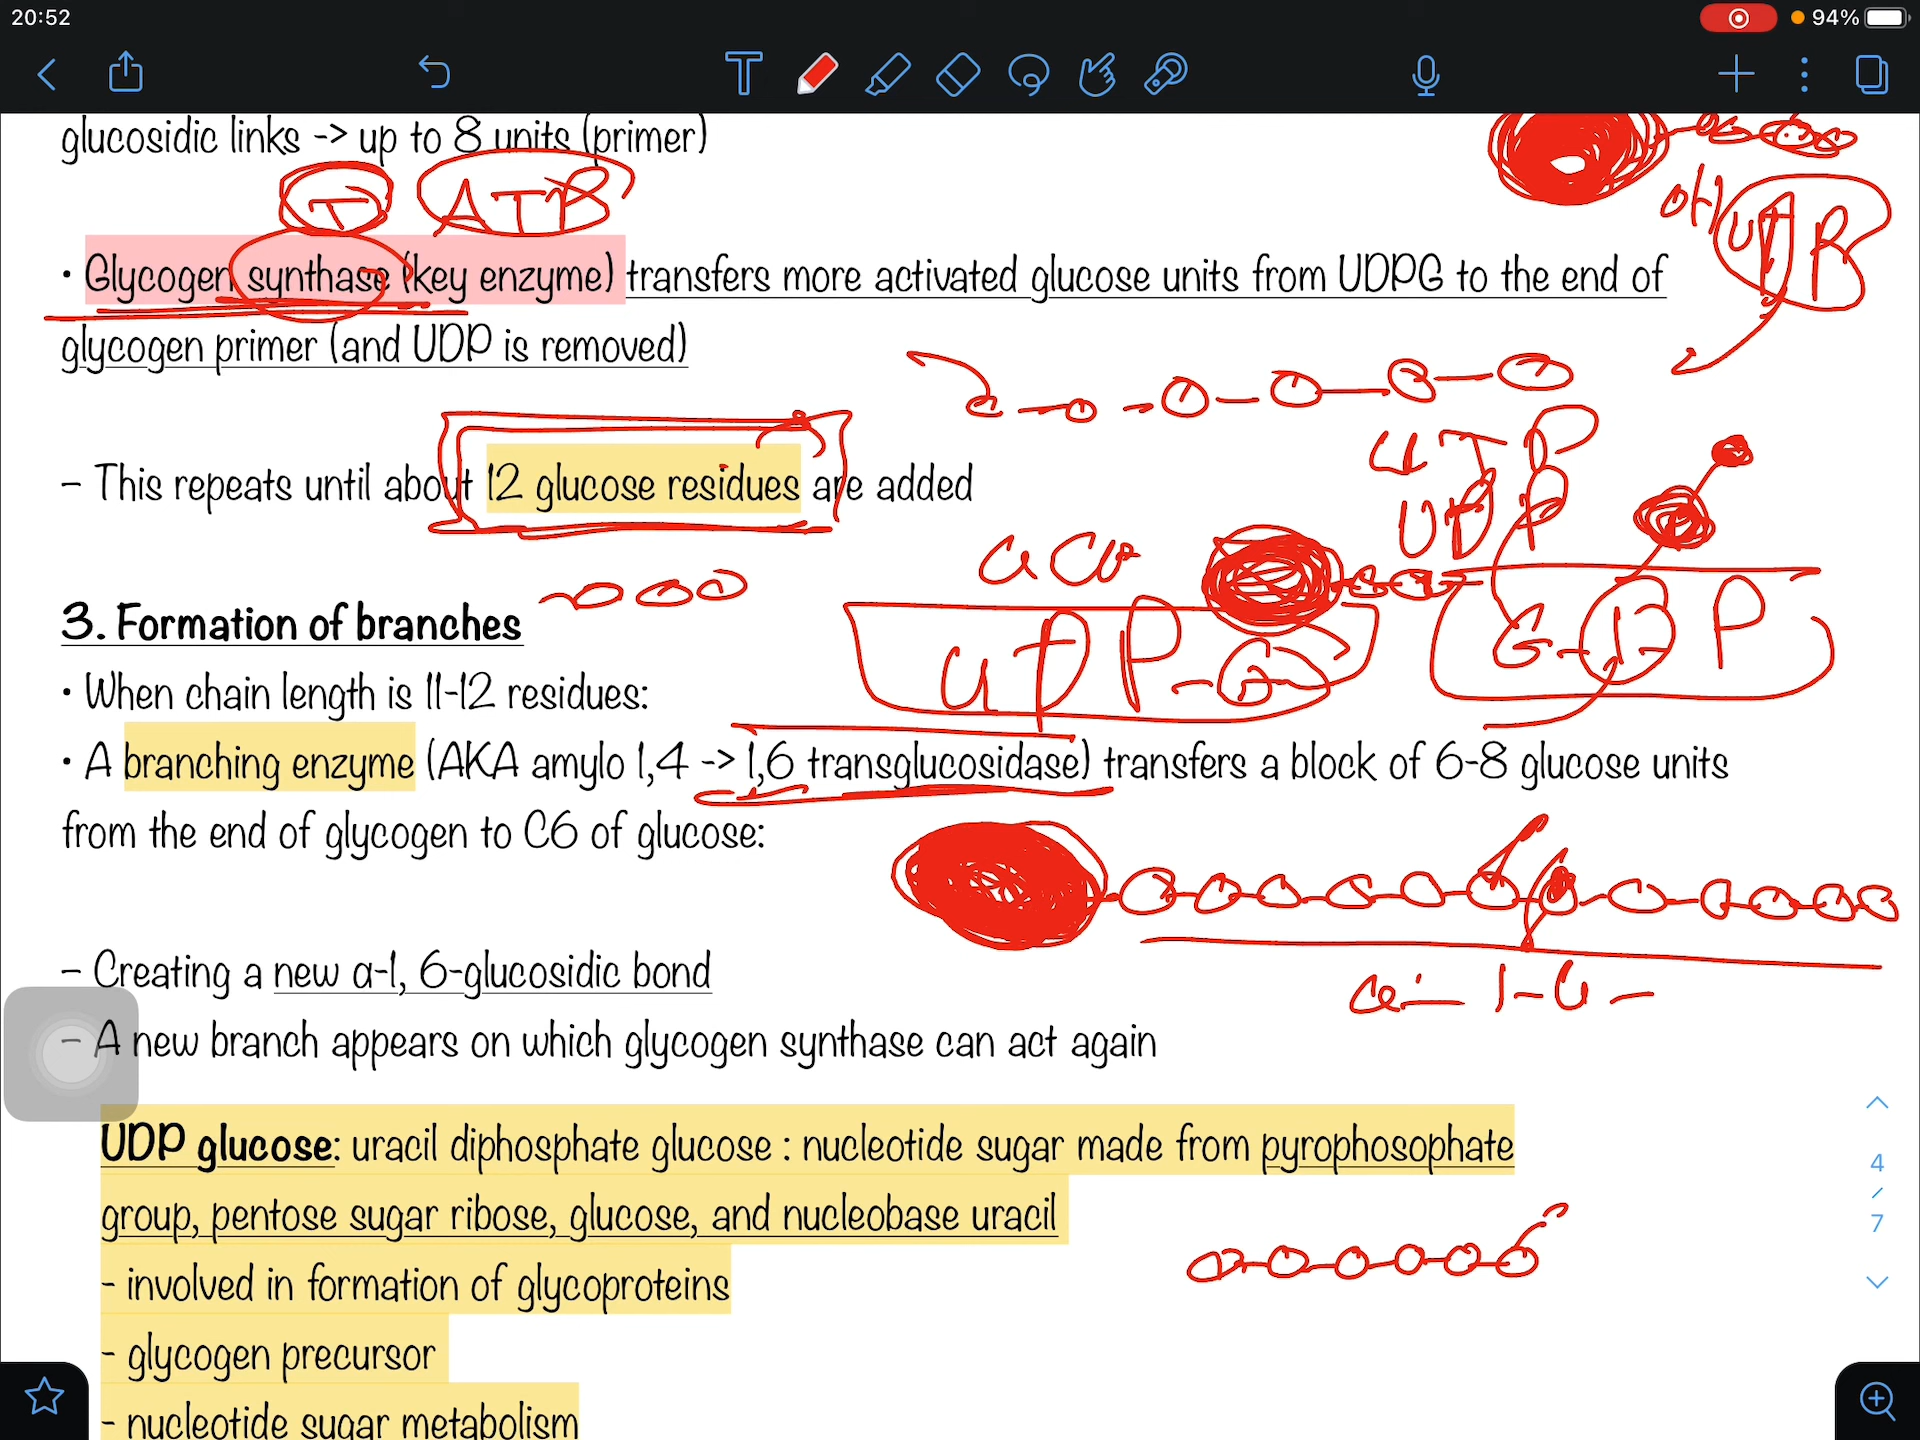 20:52
94%
glucosidic links -> up to 8 units (primer)
T ATP
• Glycogen synthase (key enzyme) transfers more activated glucose units from UDPG to the end of
glycogen primer (and UDP is removed)
- This repeats until about 12 glucose residues are added
UTP
3. Formation of branches
• When chain length is 11-12 residues:
• A branching enzyme (AKA amylo 1,4 -> 1,6 transglucosidase) transfers a block of 6-8 glucose units
from the end of glycogen to C6 of glucose:
- Creating a new α-1, 6-glucosidic bond
- A new branch appears on which glycogen synthase can act again
UDP glucose: uracil diphosphate glucose : nucleotide sugar made from pyrophosophate
group, pentose sugar ribose, glucose, and nucleobase uracil
- involved in formation of glycoproteins
- glycogen precursor
- nucleotide sugar metabolism
4
/
7